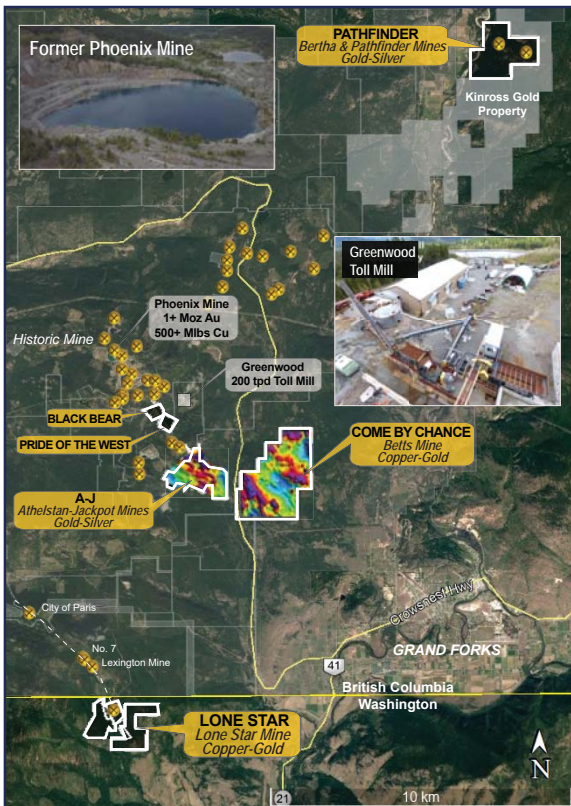 Former Phoenix Mine
PATHFINDER
Bertha & Pathfinder Mines
Gold-Silver
Kinross Gold
Property
Greenwood
Toll Mill
Phoenix Mine
1+ Moz Au
500+ Mlbs Cu
Historic Mine
Greenwood
200 tpd Toll Mill
BLACK BEAR
PRIDE OF THE WEST
COME BY CHANCE
Betts Mine
Copper-Gold
A-J
Athelstan-Jackpot Mines
Gold-Silver
City of Paris
Crowsnest Hwy
No. 7
Lexington Mine
GRAND FORKS
41
British Columbia
Washington
LONE STAR
Lone Star Mine
Copper-Gold
N
21
10 km